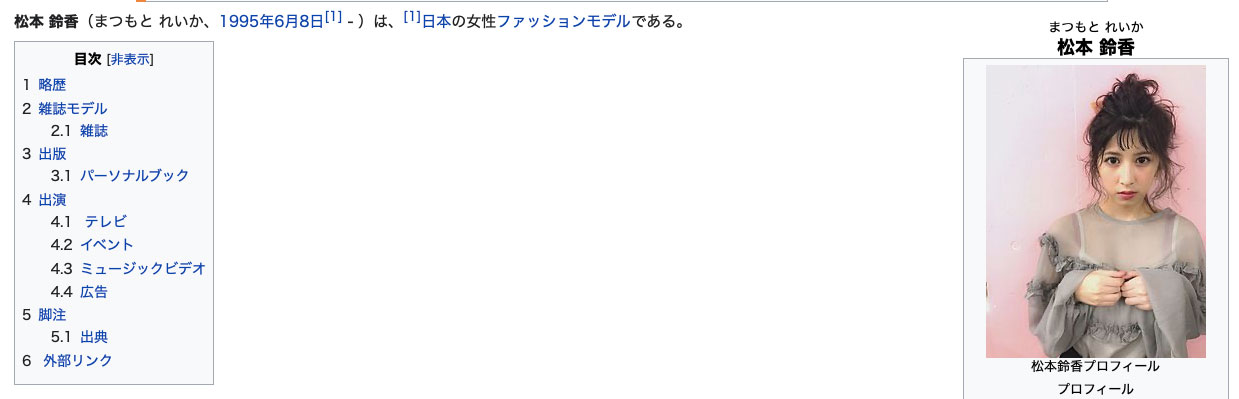 松本 鈴香（まつもと れいか、1995年6月8日[1] - ）は、[1]日本の女性ファッションモデルである。
目次 [非表示]
1 略歴
2 雑誌モデル
2.1 雑誌
3 出版
3.1 パーソナルブック
4 出演
4.1 テレビ
4.2 イベント
4.3 ミュージックビデオ
4.4 広告
5 脚注
5.1 出典
6 外部リンク
まつもと れいか
松本 鈴香
松本鈴香プロフィール
プロフィール